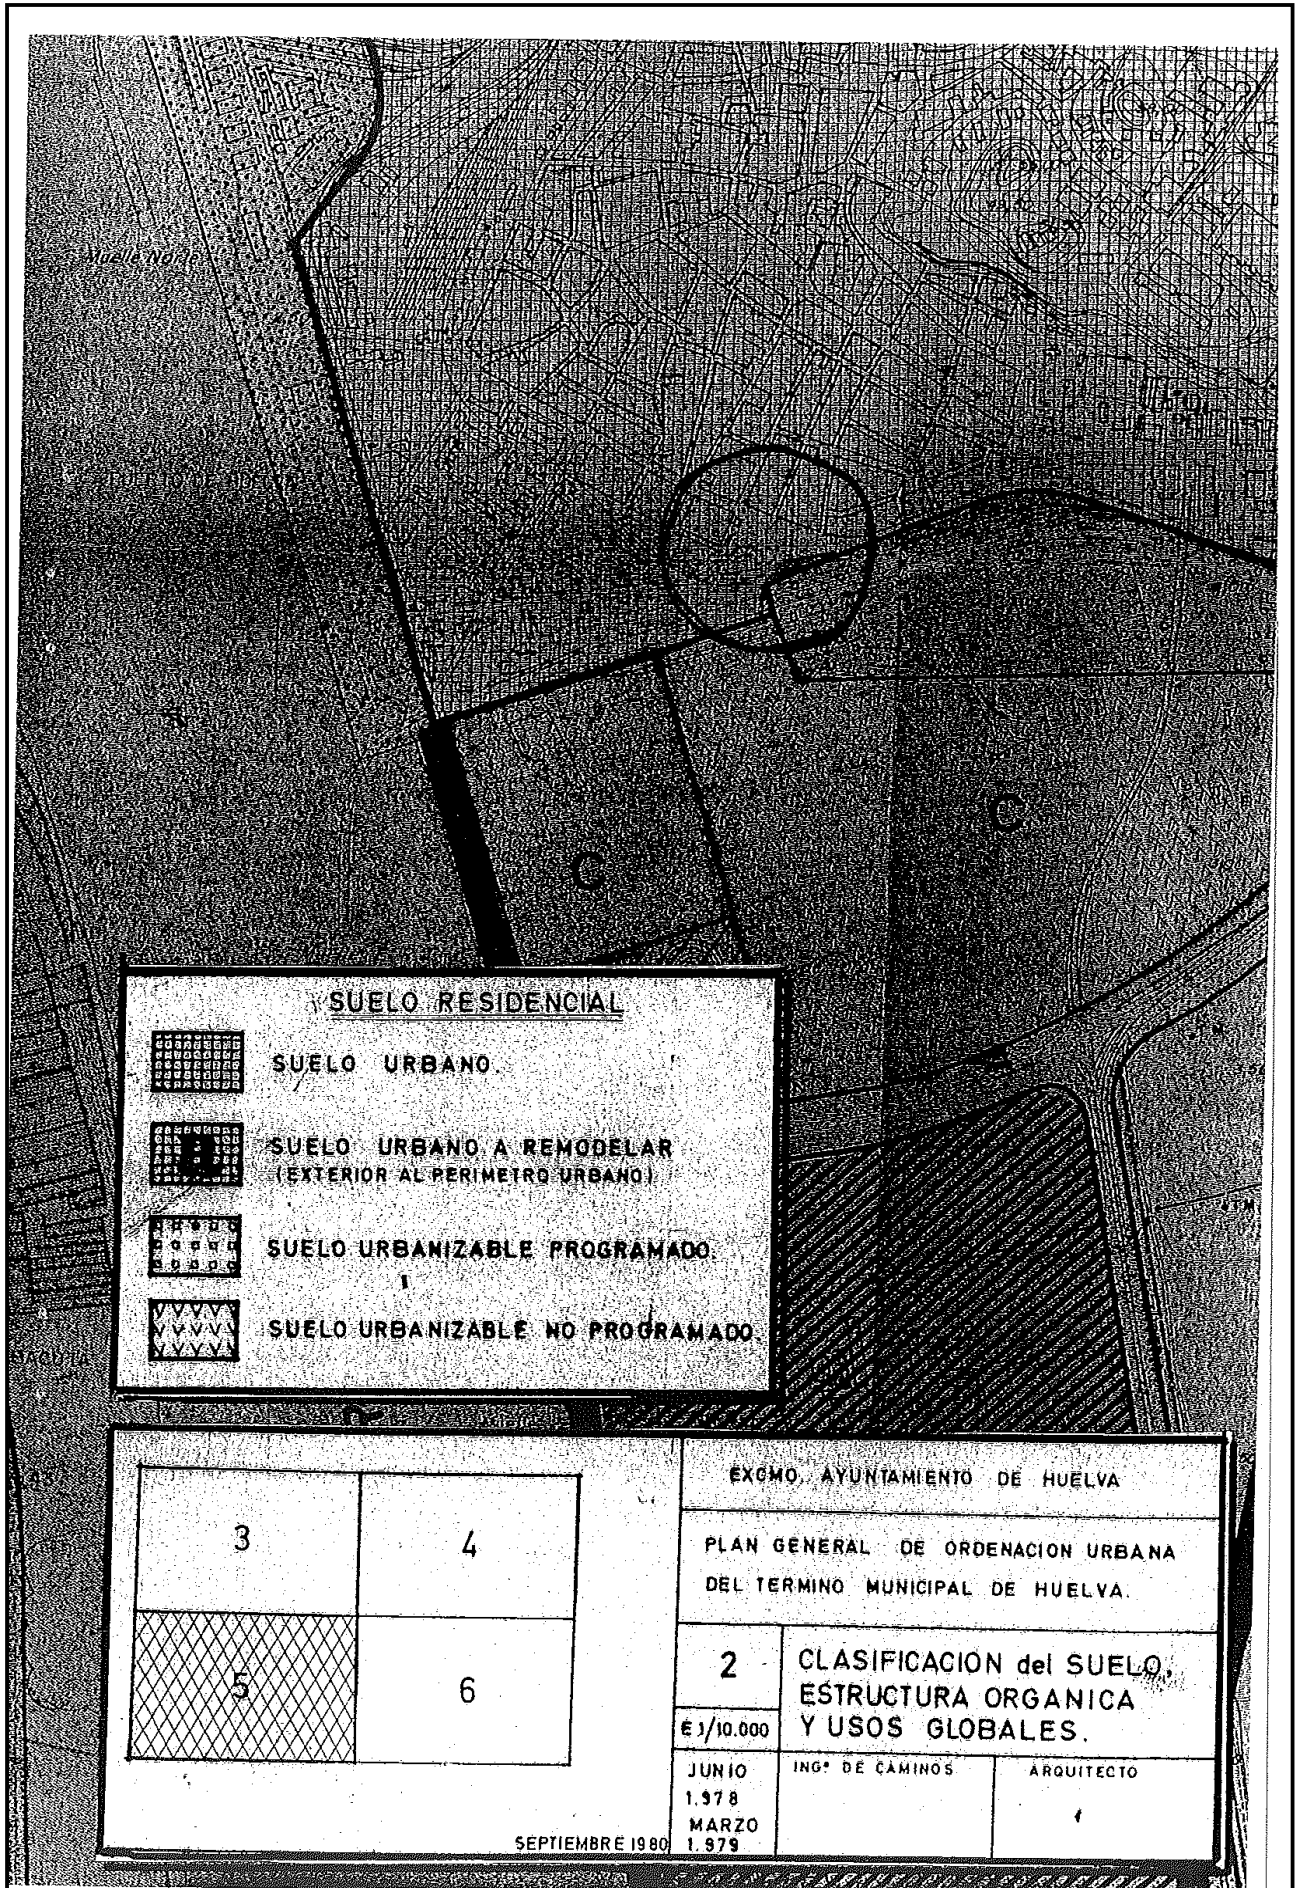 Muelle Norte
C
C
SUELO RESIDENCIAL
SUELO URBANO.
SUELO URBANO A REMODELAR
(EXTERIOR AL PERIMETRO URBANO)
SUELO URBANIZABLE PROGRAMADO.
SUELO URBANIZABLE NO PROGRAMADO.
3
4
5
6
EXCMO. AYUNTAMIENTO DE HUELVA
PLAN GENERAL DE ORDENACION URBANA
DEL TERMINO MUNICIPAL DE HUELVA.
2
CLASIFICACION del SUELO,
ESTRUCTURA ORGANICA
Y USOS GLOBALES.
E 1/10.000
JUNIO
1.978
MARZO
1.979
INGº DE CAMINOS
ARQUITECTO
SEPTIEMBRE 1980